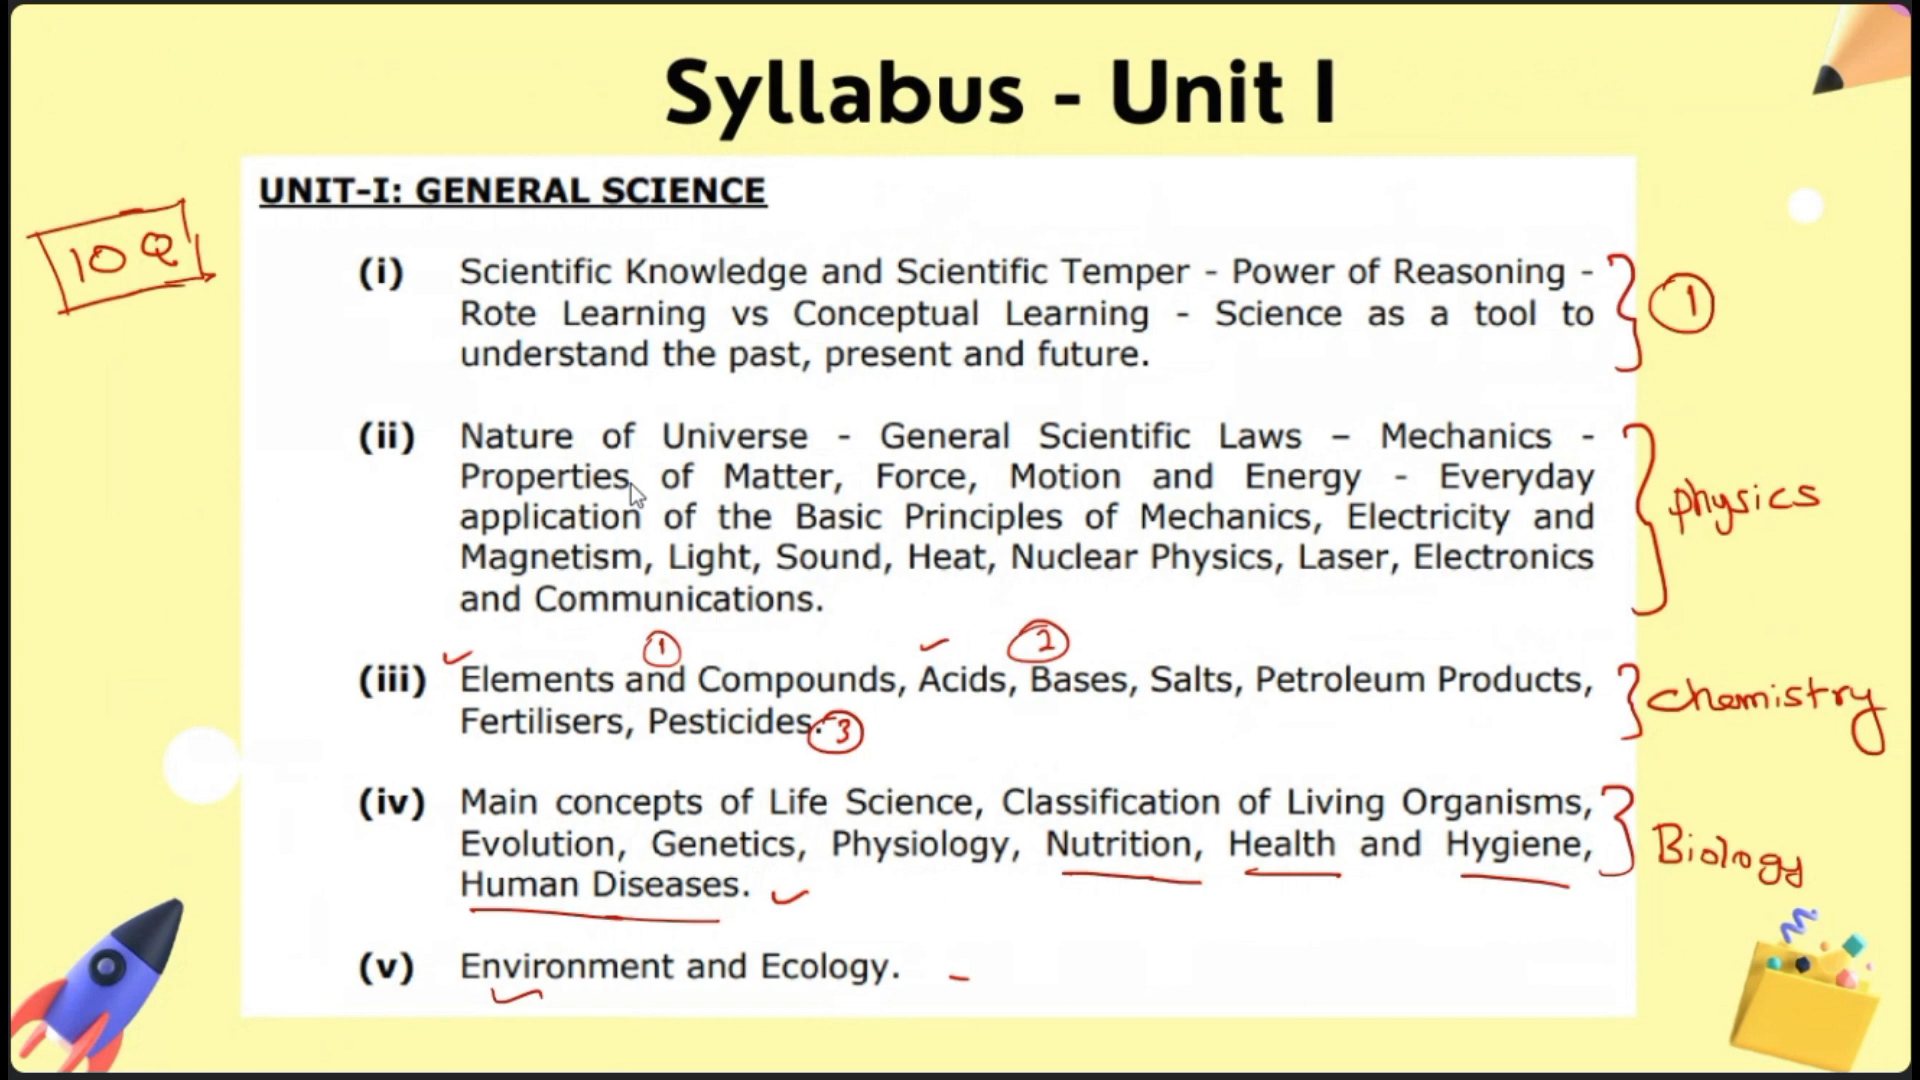 Syllabus - Unit I
UNIT-I: GENERAL SCIENCE
10 Q
(i) Scientific Knowledge and Scientific Temper - Power of Reasoning -
Rote Learning vs Conceptual Learning - Science as a tool to
understand the past, present and future.
1
(ii) Nature of Universe - General Scientific Laws – Mechanics -
Properties of Matter, Force, Motion and Energy - Everyday
application of the Basic Principles of Mechanics, Electricity and
Magnetism, Light, Sound, Heat, Nuclear Physics, Laser, Electronics
and Communications.
physics
1 2
(iii) Elements and Compounds, Acids, Bases, Salts, Petroleum Products,
Fertilisers, Pesticides. 3
chemistry
(iv) Main concepts of Life Science, Classification of Living Organisms,
Evolution, Genetics, Physiology, Nutrition, Health and Hygiene,
Human Diseases.
Biology
(v) Environment and Ecology.